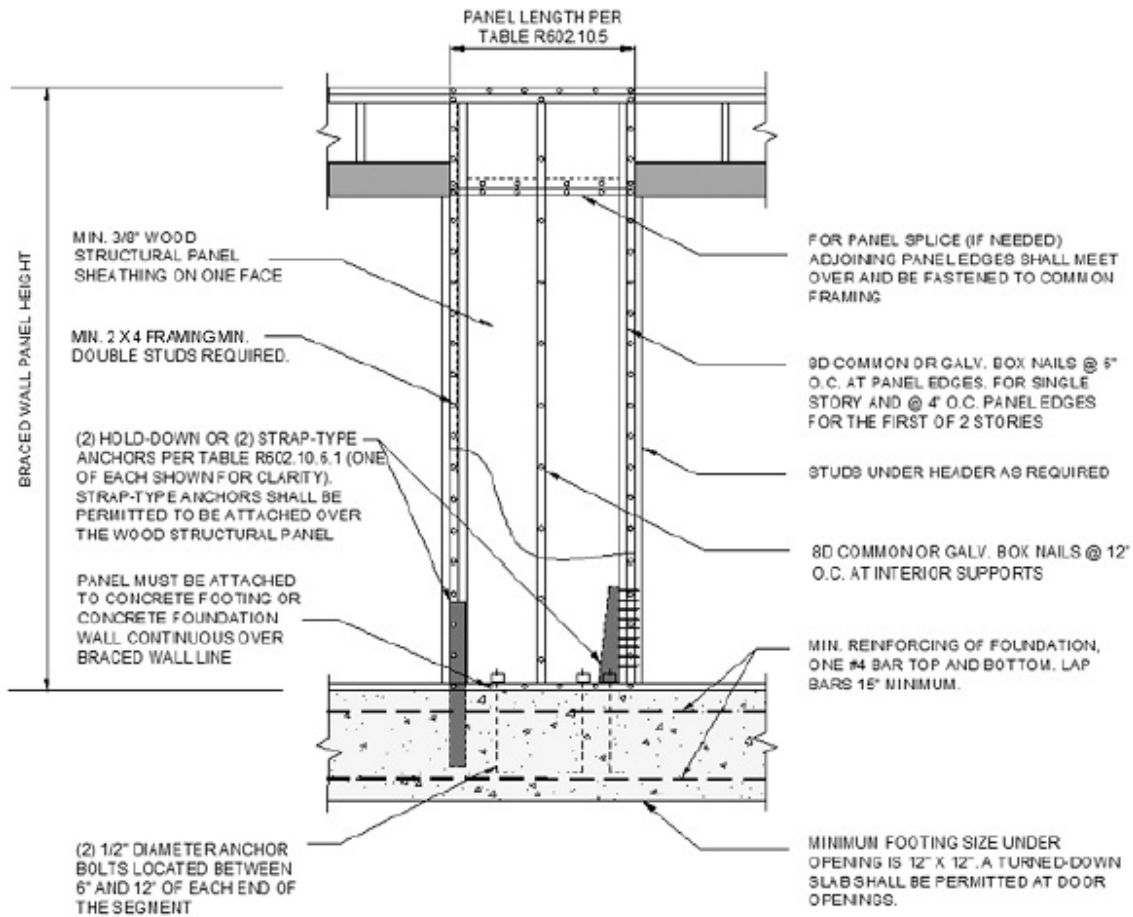 PANEL LENGTH PER
TABLE R602.10.5
BRACED WALL PANEL HEIGHT
MIN. 3/8" WOOD
STRUCTURAL PANEL
SHEATHING ON ONE FACE
MIN. 2 X 4 FRAMING MIN.
DOUBLE STUDS REQUIRED.
(2) HOLD-DOWN OR (2) STRAP-TYPE
ANCHORS PER TABLE R602.10.6.1 (ONE
OF EACH SHOWN FOR CLARITY).
STRAP-TYPE ANCHORS SHALL BE
PERMITTED TO BE ATTACHED OVER
THE WOOD STRUCTURAL PANEL
PANEL MUST BE ATTACHED
TO CONCRETE FOOTING OR
CONCRETE FOUNDATION
WALL CONTINUOUS OVER
BRACED WALL LINE
(2) 1/2" DIAMETER ANCHOR
BOLTS LOCATED BETWEEN
6" AND 12" OF EACH END OF
THE SEGMENT
FOR PANEL SPLICE (IF NEEDED)
ADJOINING PANEL EDGES SHALL MEET
OVER AND BE FASTENED TO COMMON
FRAMING
8D COMMON OR GALV. BOX NAILS @ 6"
O.C. AT PANEL EDGES. FOR SINGLE
STORY AND @ 4" O.C. PANEL EDGES
FOR THE FIRST OF 2 STORIES
STUDS UNDER HEADER AS REQUIRED
8D COMMON OR GALV. BOX NAILS @ 12"
O.C. AT INTERIOR SUPPORTS
MIN. REINFORCING OF FOUNDATION,
ONE #4 BAR TOP AND BOTTOM. LAP
BARS 15" MINIMUM.
MINIMUM FOOTING SIZE UNDER
OPENING IS 12" X 12". A TURNED-DOWN
SLAB SHALL BE PERMITTED AT DOOR
OPENINGS.